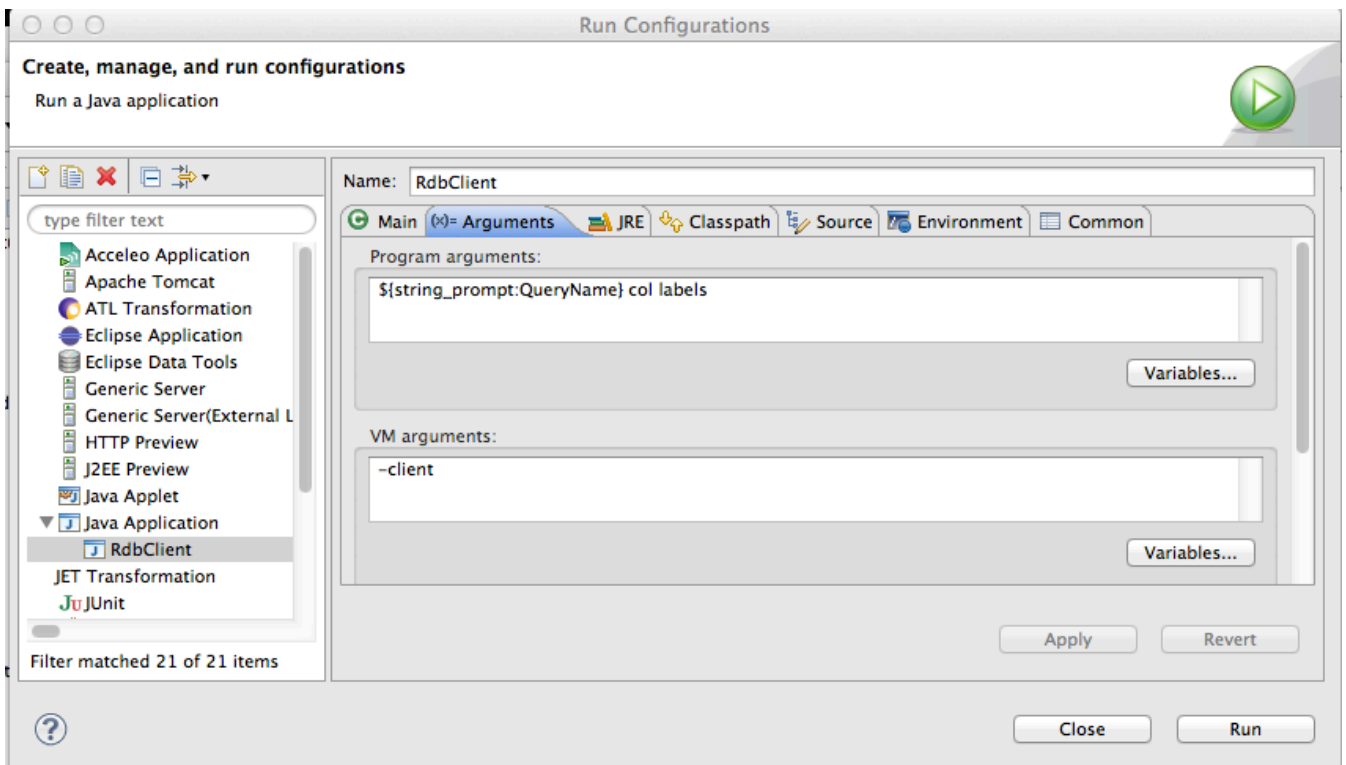 Run Configurations
Create, manage, and run configurations
Run a Java application
type filter text
Acceleo Application
Apache Tomcat
ATL Transformation
Eclipse Application
Eclipse Data Tools
Generic Server
Generic Server(External L
HTTP Preview
J2EE Preview
Java Applet
Java Application
RdbClient
JET Transformation
JUnit
Filter matched 21 of 21 items
Name: RdbClient
Main (x)= Arguments JRE Classpath Source Environment Common
Program arguments:
${string_prompt:QueryName} col labels
Variables...
VM arguments:
-client
Variables...
Apply Revert
Close Run